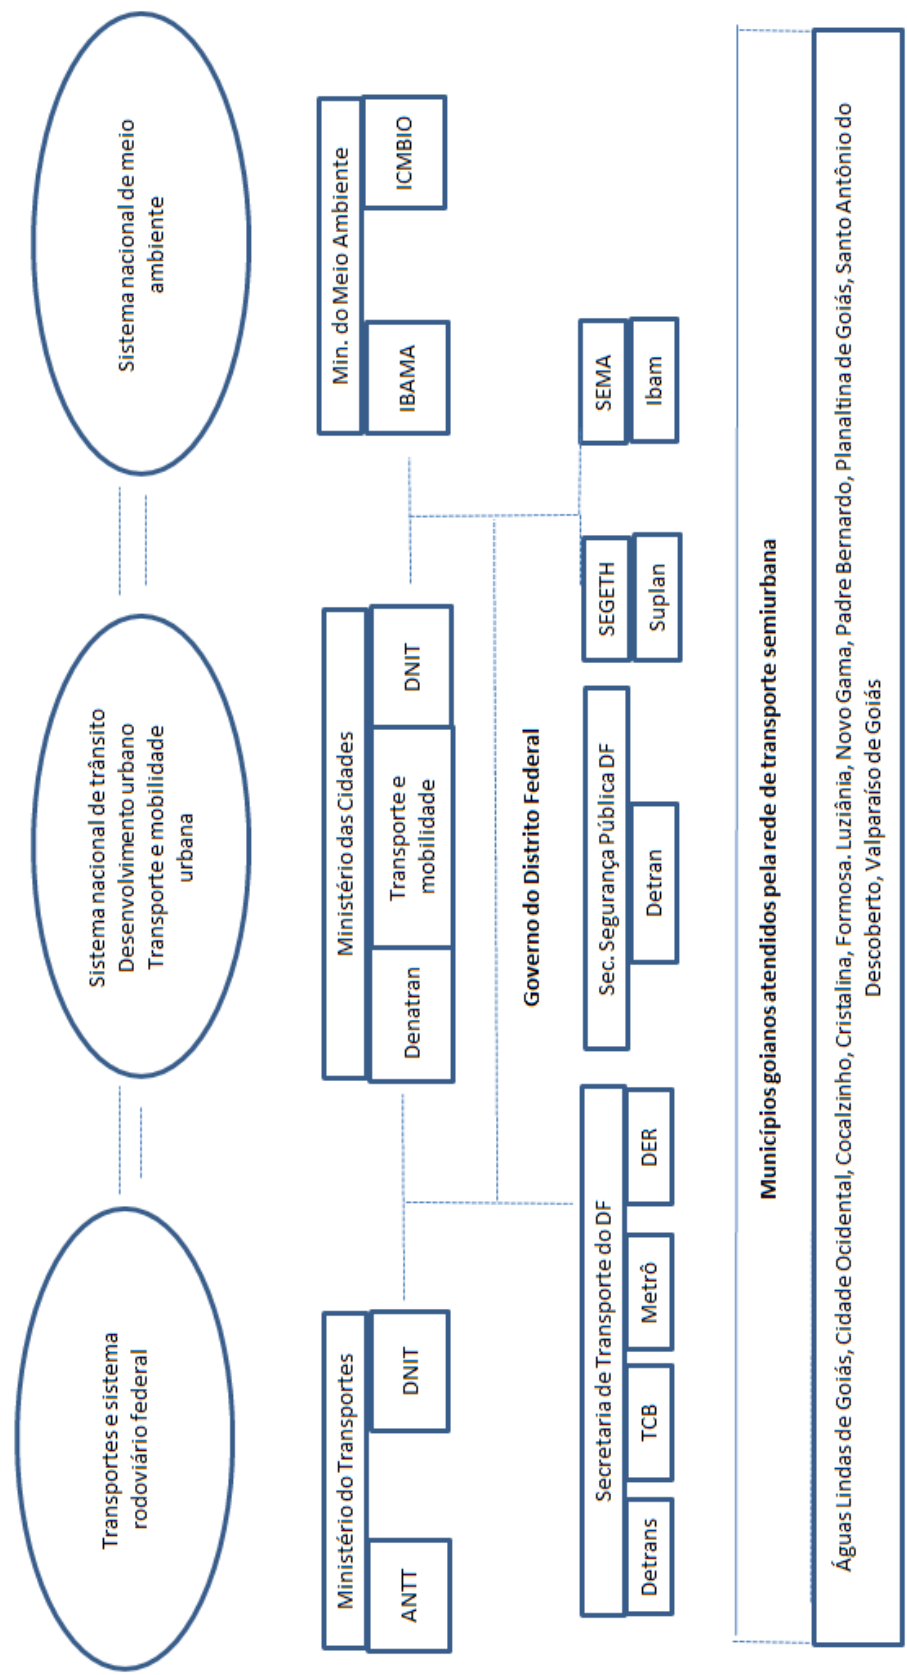 Transportes e sistema
rodoviário federal
Sistema nacional de trânsito
Desenvolvimento urbano
Transporte e mobilidade
urbana
Sistema nacional de meio
ambiente
Ministério do Transportes
ANTT
DNIT
Ministério das Cidades
Denatran
Transporte e
mobilidade
DNIT
Min. do Meio Ambiente
IBAMA
ICMBIO
Governo do Distrito Federal
Secretaria de Transporte do DF
Detrans
TCB
Metrô
DER
Sec. Segurança Pública DF
Detran
SEGETH
Suplan
SEMA
Ibam
Municípios goianos atendidos pela rede de transporte semiurbana
Águas Lindas de Goiás, Cidade Ocidental, Cocalzinho, Cristalina, Formosa. Luziânia, Novo Gama, Padre Bernardo, Planaltina de Goiás, Santo Antônio do
Descoberto, Valparaíso de Goiás